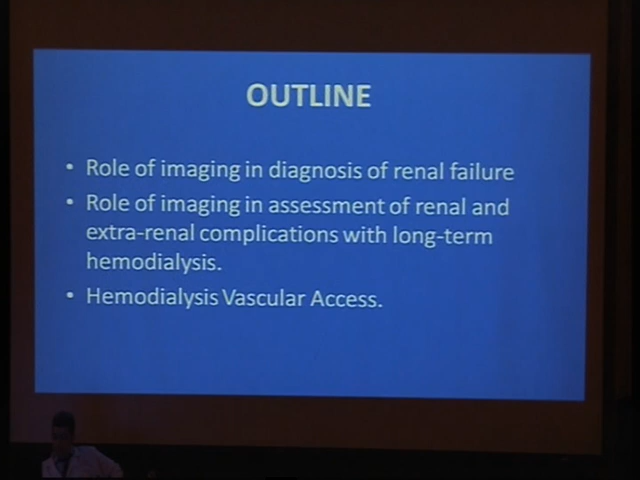 OUTLINE
• Role of imaging in diagnosis of renal failure
• Role of imaging in assessment of renal and
extra-renal complications with long-term
hemodialysis.
• Hemodialysis Vascular Access.